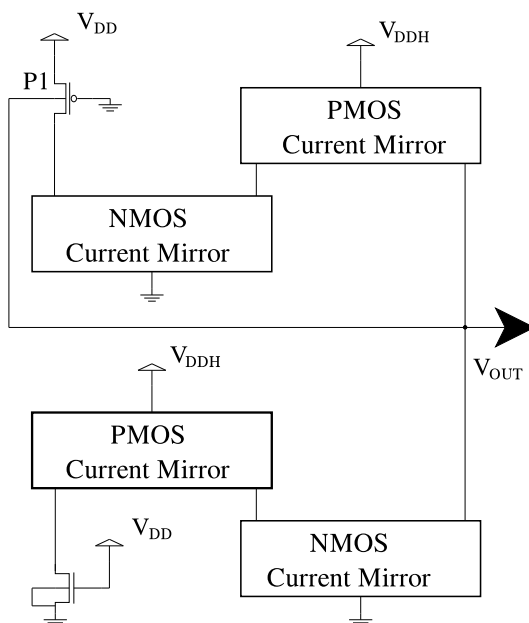 V_DD
V_DDH
P1
PMOS
Current Mirror
NMOS
Current Mirror
V_OUT
V_DDH
PMOS
Current Mirror
V_DD
NMOS
Current Mirror